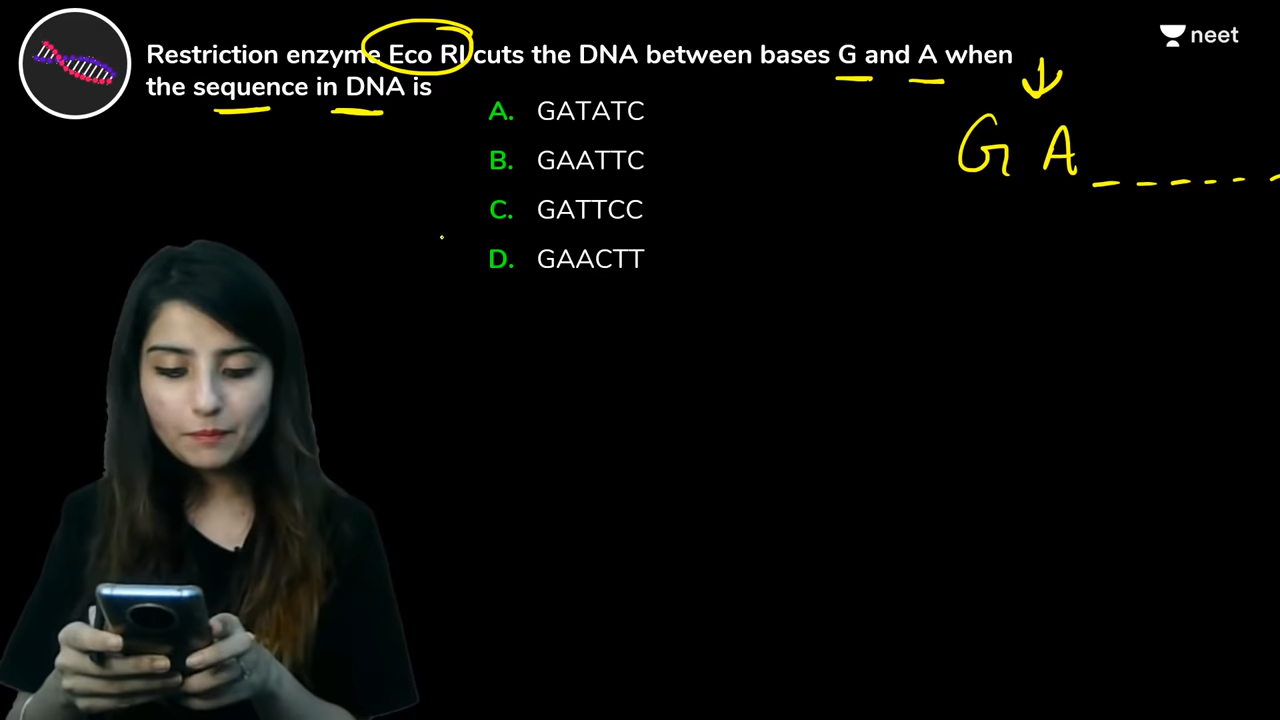 Restriction enzyme Eco RI cuts the DNA between bases G and A when
the sequence in DNA is
neet
A. GATATC
B. GAATTC
C. GATTCC
D. GAACTT
G A